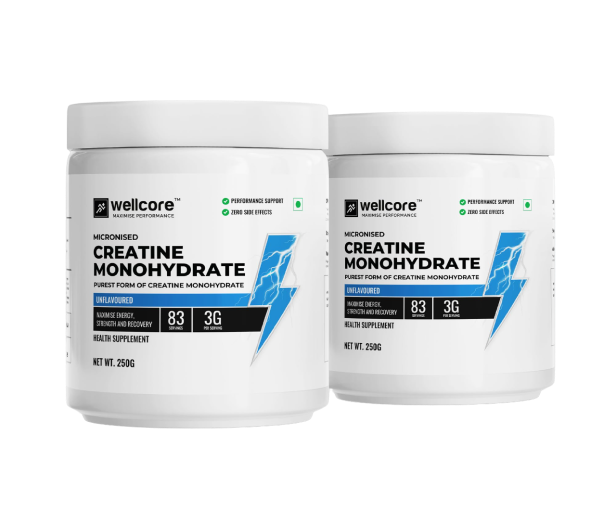 wellcore™
MAXIMISE PERFORMANCE
PERFORMANCE SUPPORT
ZERO SIDE EFFECTS
MICRONISED
CREATINE
MONOHYDRATE
PUREST FORM OF CREATINE MONOHYDRATE
UNFLAVOURED
MAXIMISE ENERGY,
STRENGTH AND RECOVERY
83
SERVINGS
3G
PER SERVING
HEALTH SUPPLEMENT
NET WT. 250G
wellcore™
MAXIMISE PERFORMANCE
PERFORMANCE SUPPORT
ZERO SIDE EFFECTS
MICRONISED
CREATINE
MONOHYDRATE
PUREST FORM OF CREATINE MONOHYDRATE
UNFLAVOURED
MAXIMISE ENERGY,
STRENGTH AND RECOVERY
83
SERVINGS
3G
PER SERVING
HEALTH SUPPLEMENT
NET WT. 250G